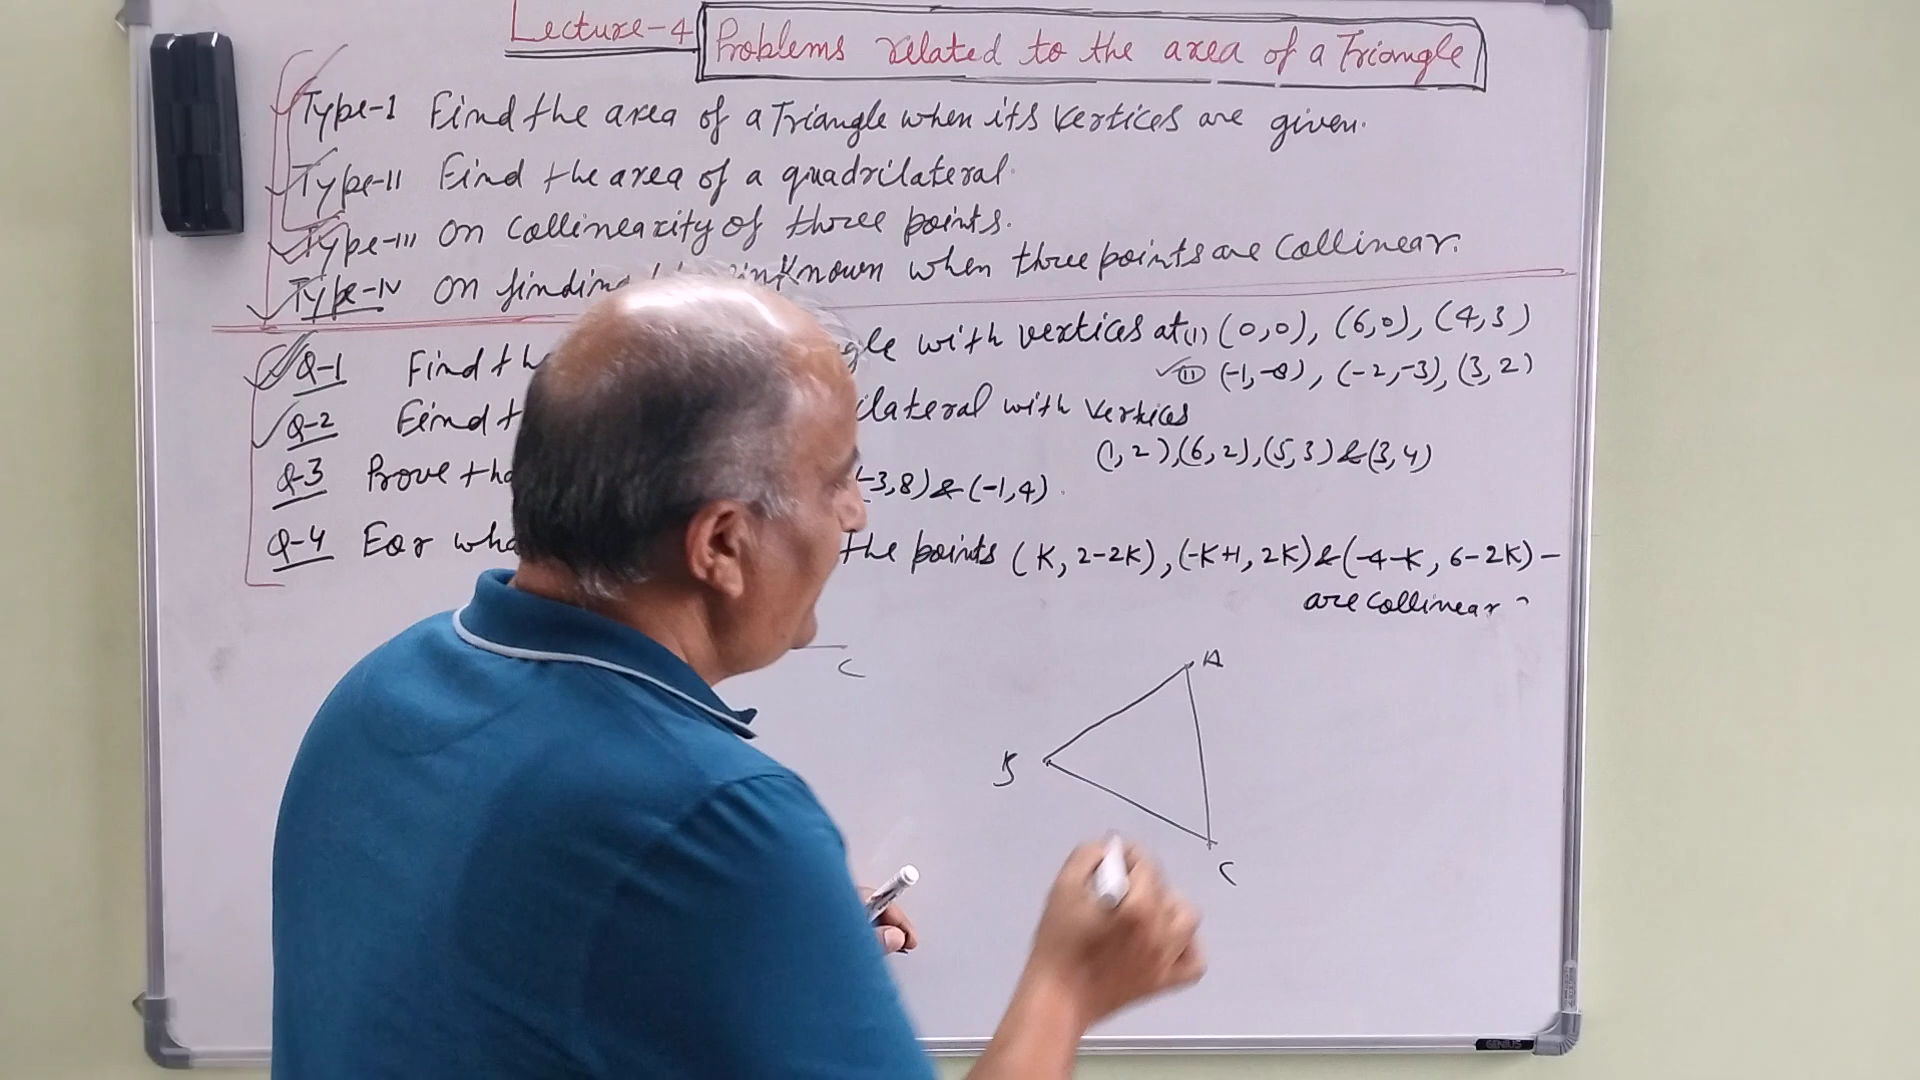 Lecture-4 Problems related to the area of a Triangle
Type-I Find the area of a Triangle when its vertices are given.
Type-II Find the area of a quadrilateral.
Type-III on Collinearity of three points.
Type-IV on finding unknown when three points are Collinear.
Q-1 Find th gle with vertices at (I) (0,0), (6,0), (4,3)
(II) (-1,-8), (-2,-3), (3,2)
Q-2 Find t ilateral with vertices
(1,2),(6,2),(5,3)&(3,4)
Q-3 Prove tha (-3,8)&(-1,4).
Q-4 For wha the points (K, 2-2K), (-K+1, 2K)&(-4-K, 6-2K)-
are collinear
C
A
B
C
GENIUS